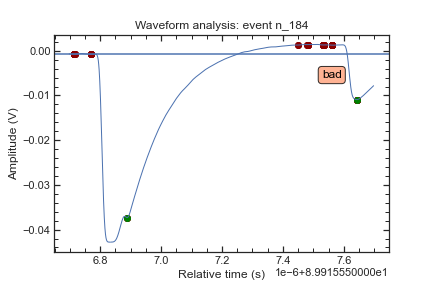 Waveform analysis: event n_184
0.00
−0.01
−0.02
−0.03
−0.04
Amplitude (V)
bad
6.8
7.0
7.2
7.4
7.6
Relative time (s)
1e-6+8.9915550000e1